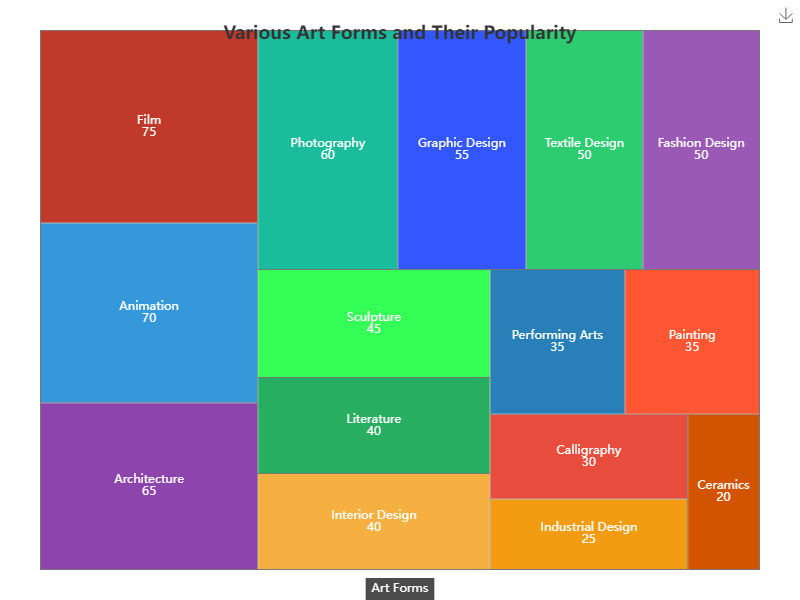 Various Art Forms and Their Popularity
Film
75
Photography
60
Graphic Design
55
Textile Design
50
Fashion Design
50
Animation
70
Sculpture
45
Performing Arts
35
Painting
35
Literature
40
Calligraphy
30
Architecture
65
Ceramics
20
Interior Design
40
Industrial Design
25
Art Forms